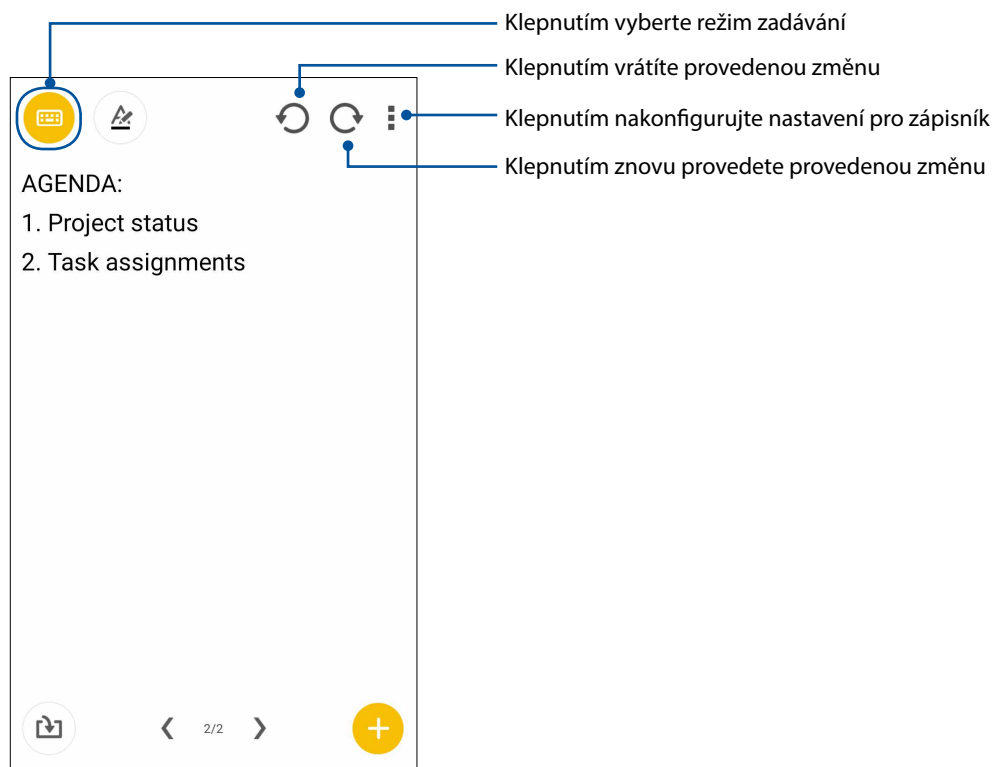 Klepnutím vyberte režim zadávání
Klepnutím vrátíte provedenou změnu
Klepnutím nakonfigurujte nastavení pro zápisník
Klepnutím znovu provedete provedenou změnu
AGENDA:
1. Project status
2. Task assignments
2/2